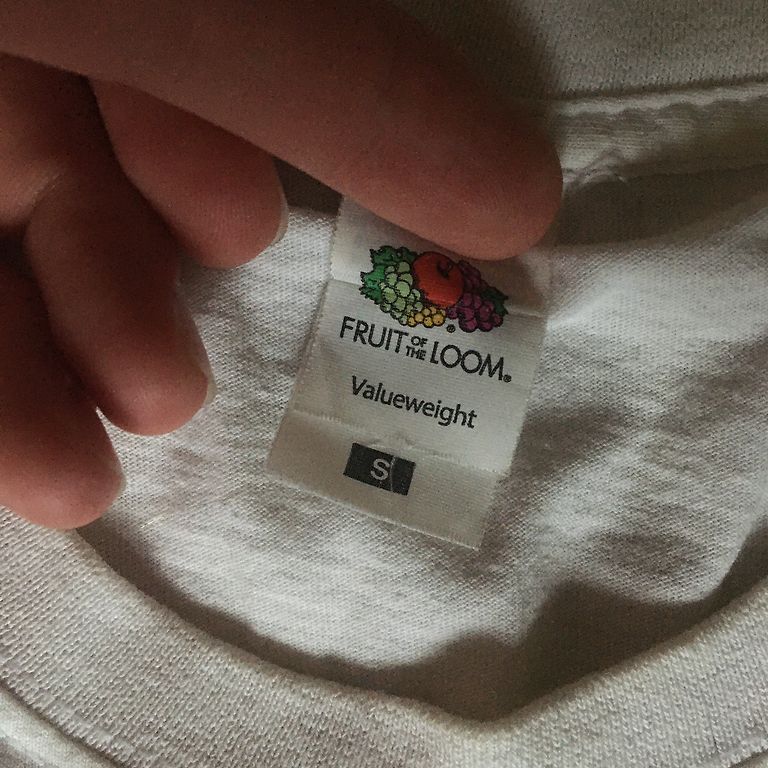 FRUIT OF THE LOOM®
Valueweight
S